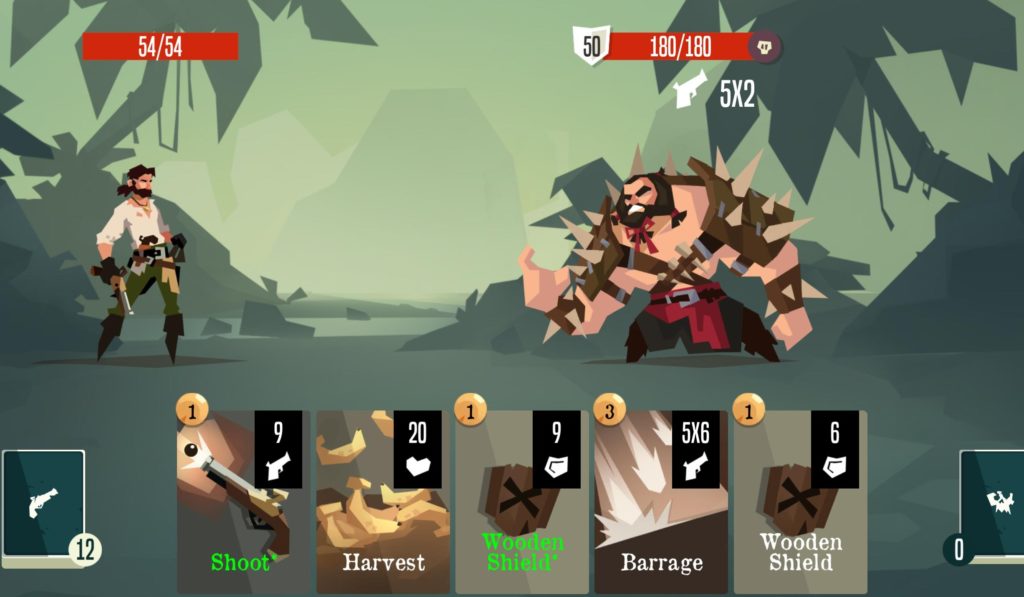 54/54
50
180/180
5X2
1
9
20
1
9
3
5X6
1
6
Shoot*
Harvest
Wooden
Shield*
Barrage
Wooden
Shield
12
0